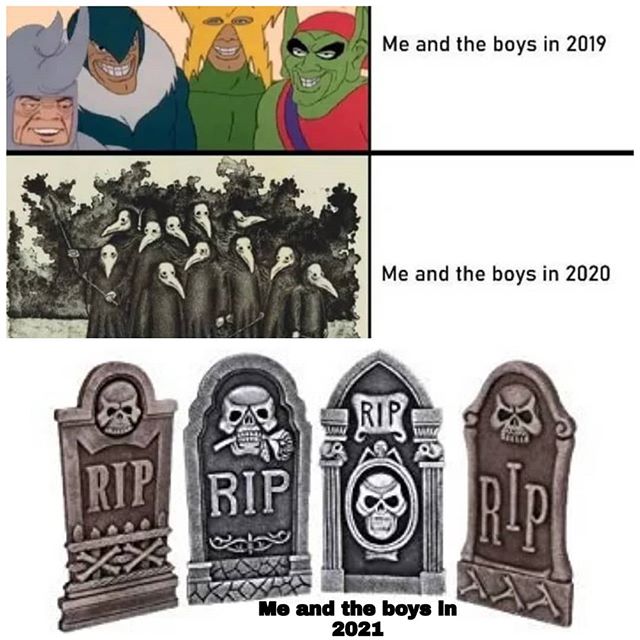 Me and the boys in 2019
Me and the boys in 2020
RIP
RIP
RIP
RIP
Me and the boys in
2021